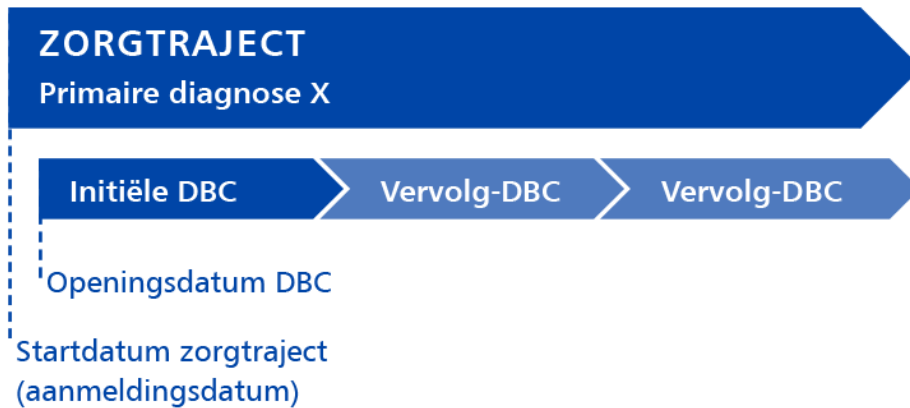 ZORGTRAJECT
Primaire diagnose X
Initiële DBC
Vervolg-DBC
Vervolg-DBC
Openingsdatum DBC
Startdatum zorgtraject
(aanmeldingsdatum)